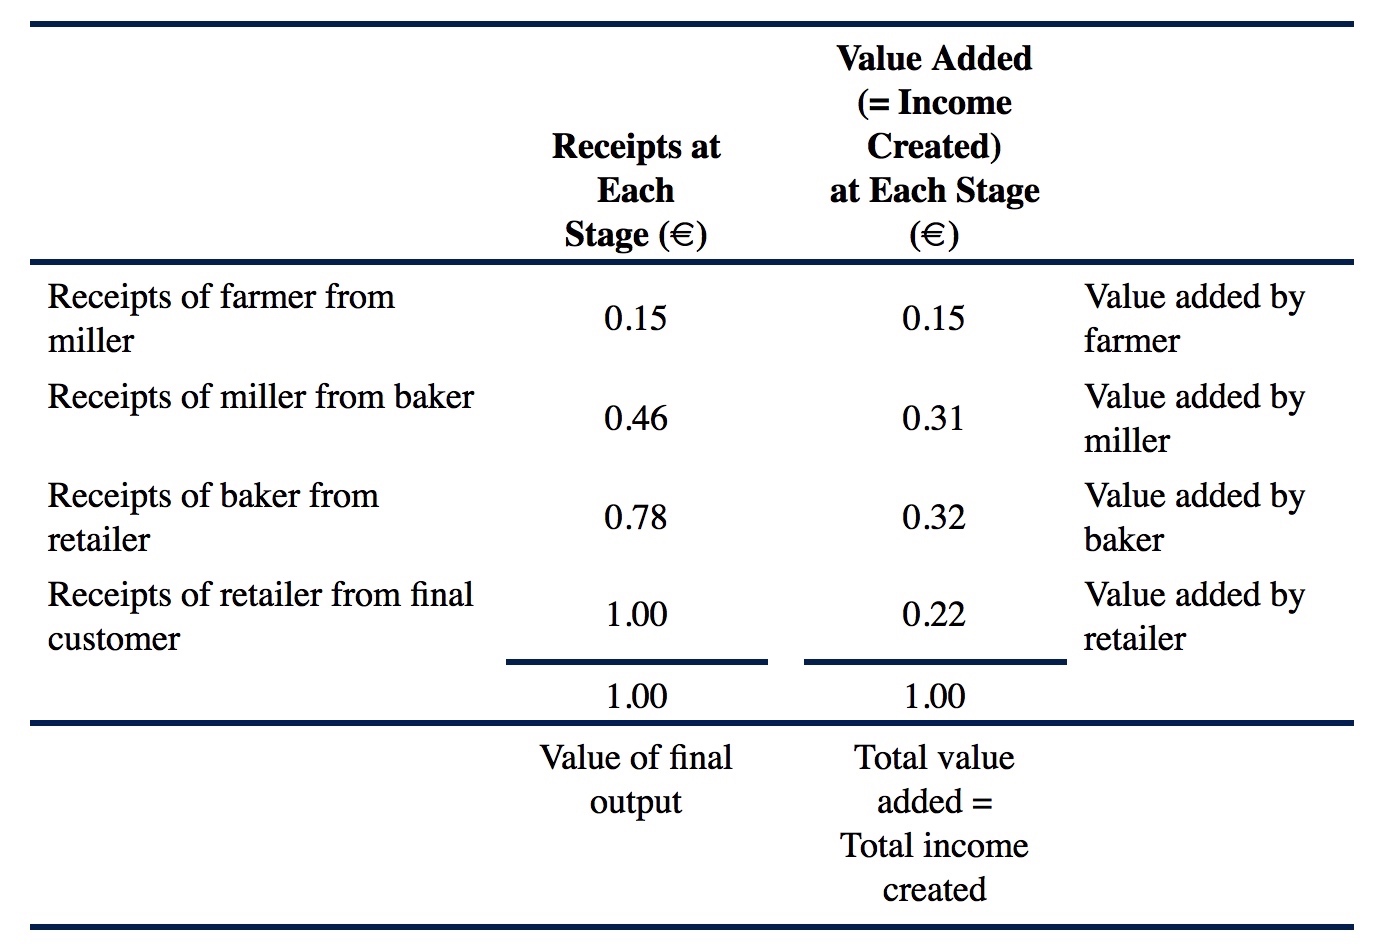 Value Added
(= Income
Receipts at Created)
Each at Each Stage
Stage (€) (€)
Receipts of farmer from miller 0.15 0.15 Value added by farmer
Receipts of miller from baker 0.46 0.31 Value added by miller
Receipts of baker from retailer 0.78 0.32 Value added by baker
Receipts of retailer from final customer 1.00 0.22 Value added by retailer
1.00 1.00
Value of final Total value
output added =
Total income
created